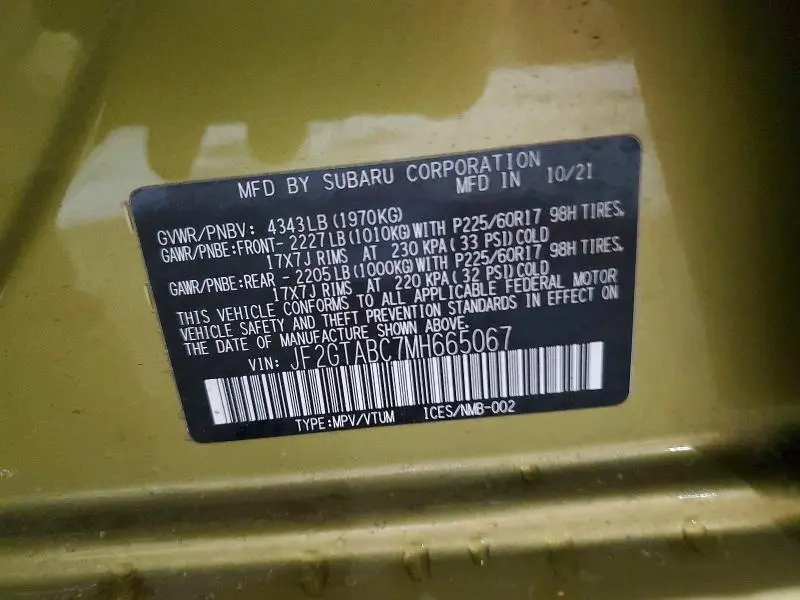 MFD BY SUBARU CORPORATION
MFD IN 10/21
GVWR/PNBV: 4343LB (1970KG)
GAWR/PNBE:FRONT- 2227LB (1010KG)WITH P225/60R17 98H TIRES,
17X7J RIMS AT 230 KPA( 33 PSI)COLD
GAWR/PNBE:REAR - 2205LB (1000KG)WITH P225/60R17 98H TIRES,
17X7J RIMS AT 220 KPA( 32 PSI)COLD
THIS VEHICLE CONFORMS TO ALL APPLICABLE FEDERAL MOTOR
VEHICLE SAFETY AND THEFT PREVENTION STANDARDS IN EFFECT ON
THE DATE OF MANUFACTURE SHOWN ABOVE.
VIN: JF2GTABC7MH665067
TYPE:MPV/VTUM 1CES/NMB-002